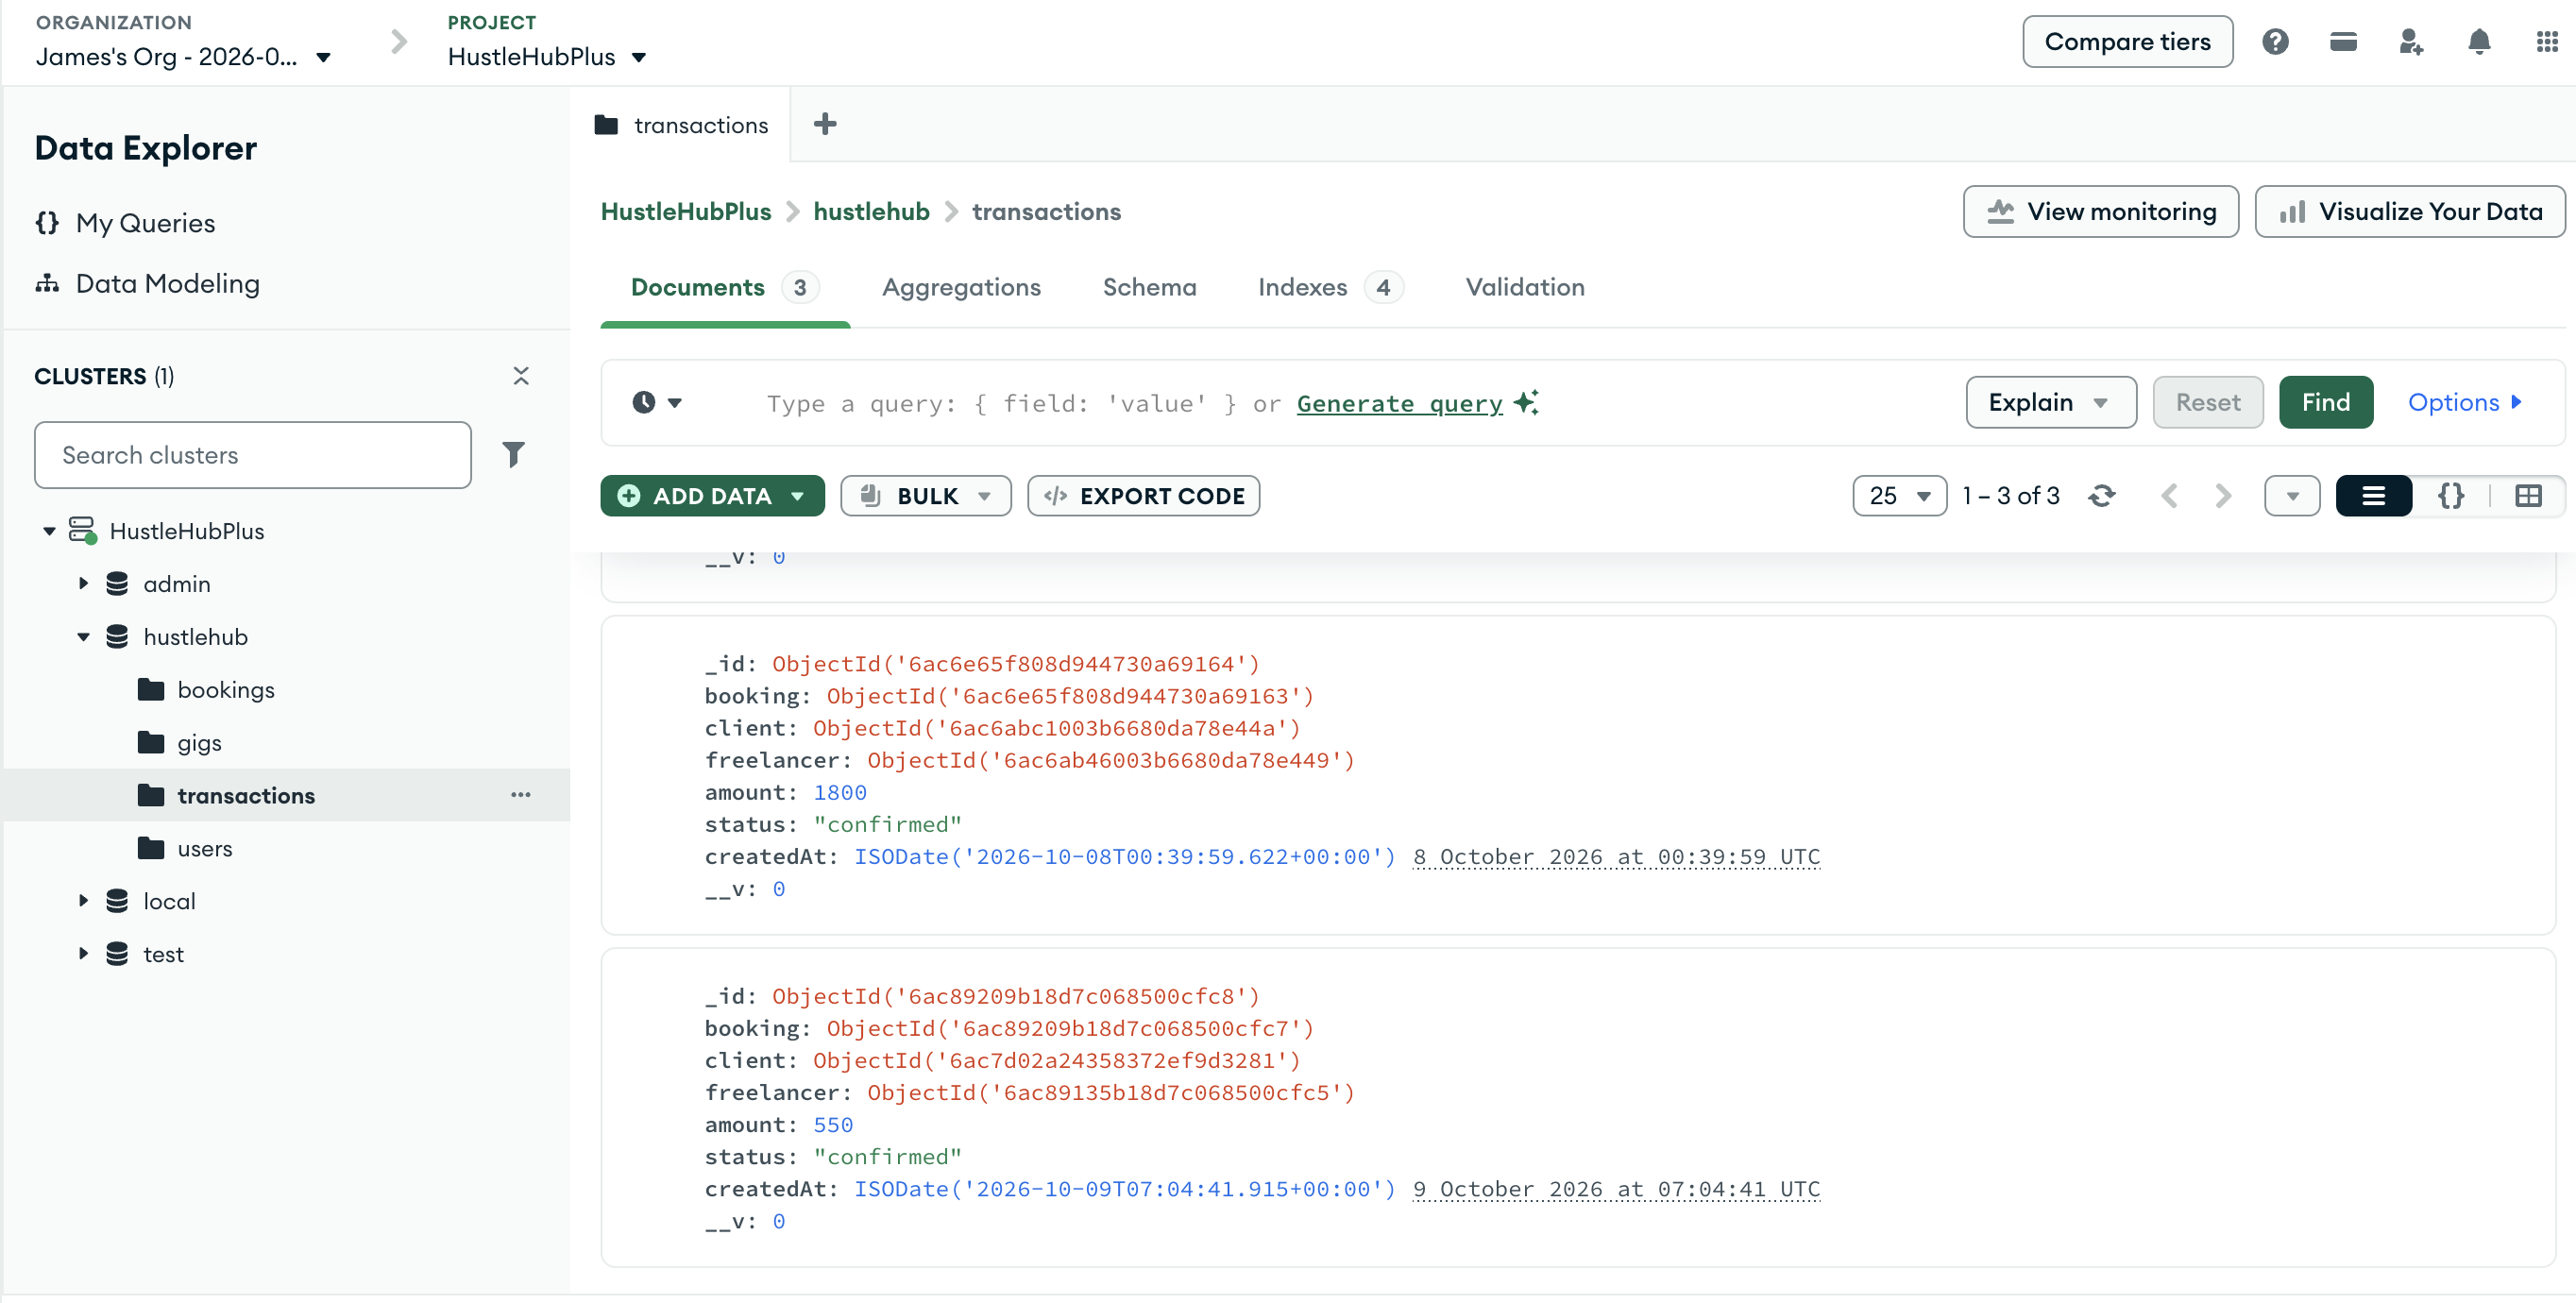 ORGANIZATION
James's Org - 2026-0...
PROJECT
HustleHubPlus
Compare tiers
Data Explorer
My Queries
Data Modeling
CLUSTERS (1)
Search clusters
HustleHubPlus
admin
hustlehub
bookings
gigs
transactions
users
local
test
transactions
HustleHubPlus > hustlehub > transactions
View monitoring
Visualize Your Data
Documents 3 Aggregations Schema Indexes 4 Validation
Type a query: { field: 'value' } or Generate query
Explain
Reset
Find
Options
ADD DATA
BULK
EXPORT CODE
25
1 – 3 of 3
__v: 0
_id: ObjectId('6ac6e65f808d944730a69164')
booking: ObjectId('6ac6e65f808d944730a69163')
client: ObjectId('6ac6abc1003b6680da78e44a')
freelancer: ObjectId('6ac6ab46003b6680da78e449')
amount: 1800
status: "confirmed"
createdAt: ISODate('2026-10-08T00:39:59.622+00:00') 8 October 2026 at 00:39:59 UTC
__v: 0
_id: ObjectId('6ac89209b18d7c068500cfc8')
booking: ObjectId('6ac89209b18d7c068500cfc7')
client: ObjectId('6ac7d02a24358372ef9d3281')
freelancer: ObjectId('6ac89135b18d7c068500cfc5')
amount: 550
status: "confirmed"
createdAt: ISODate('2026-10-09T07:04:41.915+00:00') 9 October 2026 at 07:04:41 UTC
__v: 0